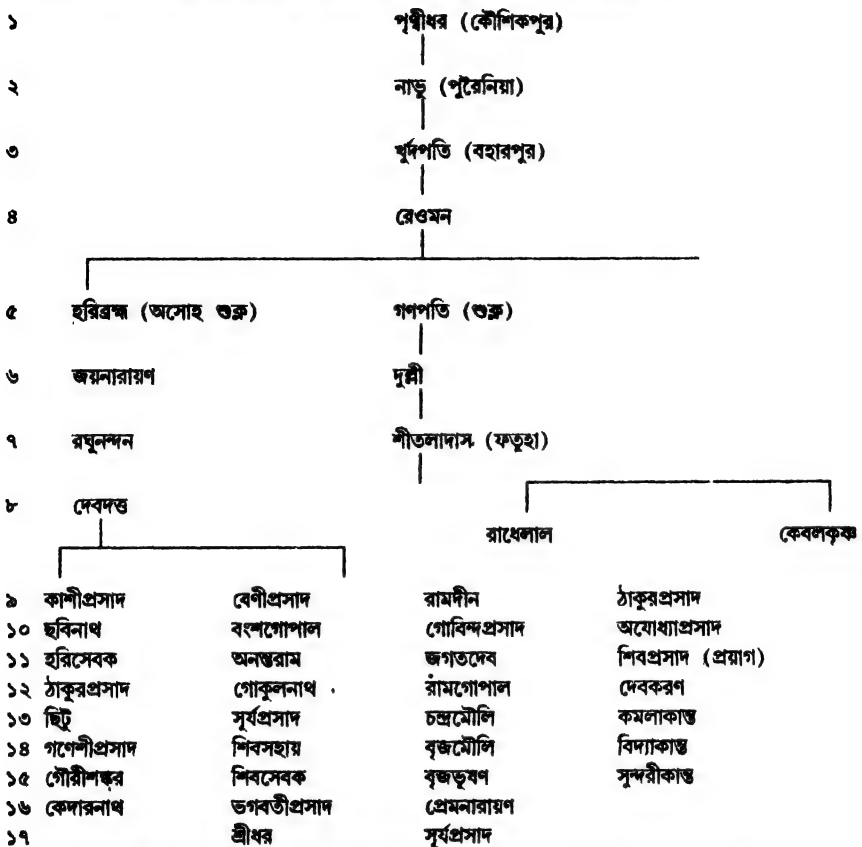 ১ পৃথ্বীধর (কৌশিকপুর)
২ নাভু (পুরৈনিয়া)
৩ খুর্দপতি (বহারপুর)
৪ রেওমন
৫ হরিব্রহ্ম (অসোহ শুক্ল) গণপতি (শুক্ল)
৬ জয়নারায়ণ দুল্লী
৭ রঘুনন্দন শীতলাদাস (ফতুহা)
৮ দেবদত্ত
রাধেলাল কেবলকৃষ্ণ
৯ কাশীপ্রসাদ বেণীপ্রসাদ রামদীন ঠাকুরপ্রসাদ
১০ ছবিনাথ বংশগোপাল গোবিন্দপ্রসাদ অযোধ্যাপ্রসাদ
১১ হরিসেবক অনন্তরাম জগতদেব শিবপ্রসাদ (প্রয়াগ)
১২ ঠাকুরপ্রসাদ গোকুলনাথ রামগোপাল দেবকরণ
১৩ ছিটু সূর্যপ্রসাদ চন্দ্রমৌলি কমলাকান্ত
১৪ গণেশীপ্রসাদ শিবসহায় বৃজমৌলি বিদ্যাকান্ত
১৫ গৌরীশঙ্কর শিবসেবক বৃজভূষণ সুন্দরীকান্ত
১৬ কেদারনাথ ভগবতীপ্রসাদ প্রেমনারায়ণ
১৭ শ্রীধর সূর্যপ্রসাদ